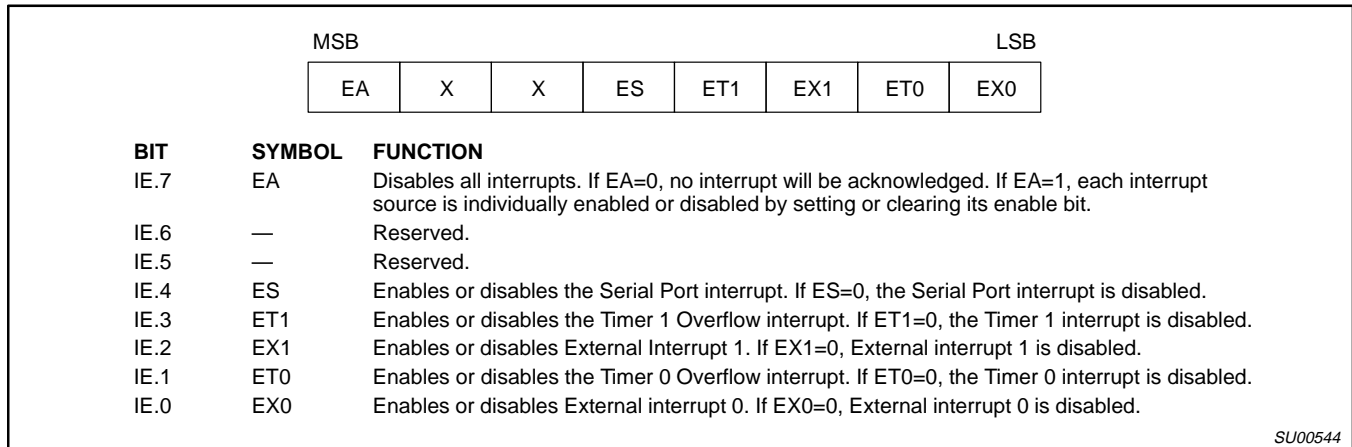 MSB LSB
EA X X ES ET1 EX1 ET0 EX0
BIT SYMBOL FUNCTION
IE.7 EA Disables all interrupts. If EA=0, no interrupt will be acknowledged. If EA=1, each interrupt
source is individually enabled or disabled by setting or clearing its enable bit.
IE.6 — Reserved.
IE.5 — Reserved.
IE.4 ES Enables or disables the Serial Port interrupt. If ES=0, the Serial Port interrupt is disabled.
IE.3 ET1 Enables or disables the Timer 1 Overflow interrupt. If ET1=0, the Timer 1 interrupt is disabled.
IE.2 EX1 Enables or disables External Interrupt 1. If EX1=0, External interrupt 1 is disabled.
IE.1 ET0 Enables or disables the Timer 0 Overflow interrupt. If ET0=0, the Timer 0 interrupt is disabled.
IE.0 EX0 Enables or disables External interrupt 0. If EX0=0, External interrupt 0 is disabled.
SU00544